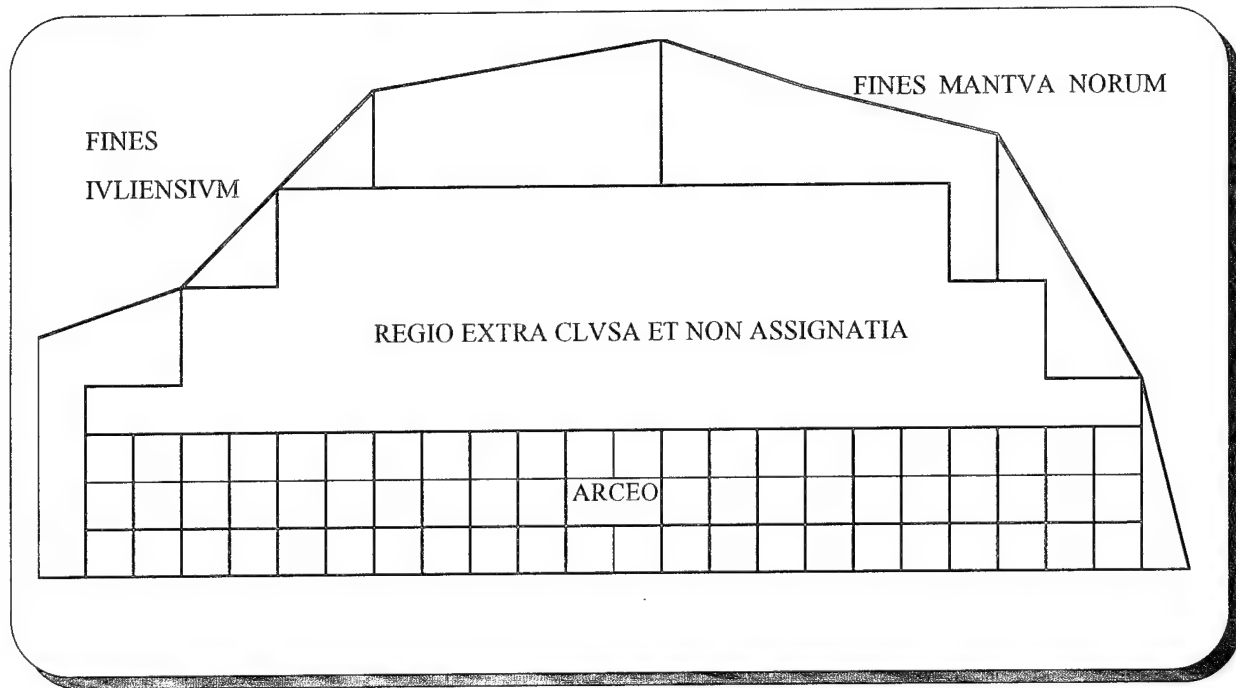 FINES MANTVA NORUM
FINES
IVLIENSIVM
REGIO EXTRA CLVSA ET NON ASSIGNATIA
ARCEO